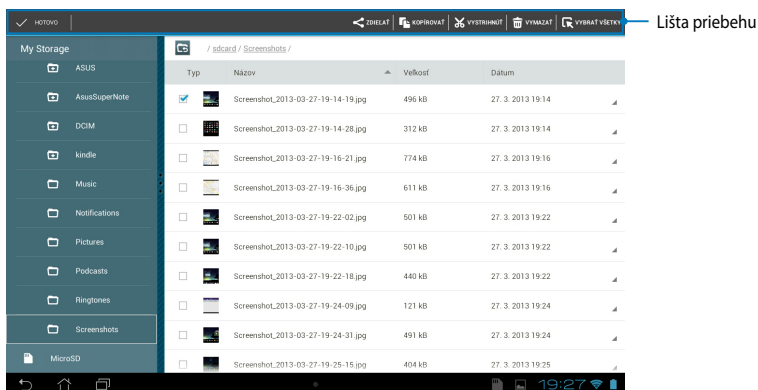 HOTOVO ZDIEĽAŤ KOPÍROVAŤ VYSTRIHNÚŤ VYMAZAŤ VYBRAŤ VŠETKY
Lišta priebehu
My Storage
/ sdcard / Screenshots /
ASUS
AsusSuperNote
DCIM
kindle
Music
Notifications
Pictures
Podcasts
Ringtones
Screenshots
MicroSD
Typ Názov Veľkosť Dátum
Screenshot_2013-03-27-19-14-19.jpg 496 kB 27. 3. 2013 19:14
Screenshot_2013-03-27-19-14-28.jpg 312 kB 27. 3. 2013 19:14
Screenshot_2013-03-27-19-16-21.jpg 774 kB 27. 3. 2013 19:16
Screenshot_2013-03-27-19-16-36.jpg 611 kB 27. 3. 2013 19:16
Screenshot_2013-03-27-19-22-02.jpg 501 kB 27. 3. 2013 19:22
Screenshot_2013-03-27-19-22-10.jpg 501 kB 27. 3. 2013 19:22
Screenshot_2013-03-27-19-22-18.jpg 440 kB 27. 3. 2013 19:22
Screenshot_2013-03-27-19-24-09.jpg 121 kB 27. 3. 2013 19:24
Screenshot_2013-03-27-19-24-31.jpg 491 kB 27. 3. 2013 19:24
Screenshot_2013-03-27-19-25-15.jpg 404 kB 27. 3. 2013 19:25
19:27